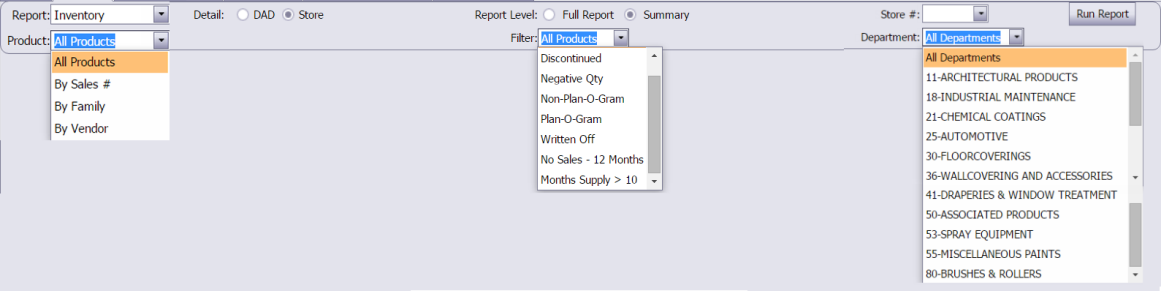 Report: Inventory Detail: DAD Store Report Level: Full Report Summary Store #: Run Report
Product: All Products Filter: All Products Department: All Departments
All Products
By Sales #
By Family
By Vendor
Discontinued
Negative Qty
Non-Plan-O-Gram
Plan-O-Gram
Written Off
No Sales - 12 Months
Months Supply > 10
All Departments
11-ARCHITECTURAL PRODUCTS
18-INDUSTRIAL MAINTENANCE
21-CHEMICAL COATINGS
25-AUTOMOTIVE
30-FLOORCOVERINGS
36-WALLCOVERING AND ACCESSORIES
41-DRAPERIES & WINDOW TREATMENT
50-ASSOCIATED PRODUCTS
53-SPRAY EQUIPMENT
55-MISCELLANEOUS PAINTS
80-BRUSHES & ROLLERS